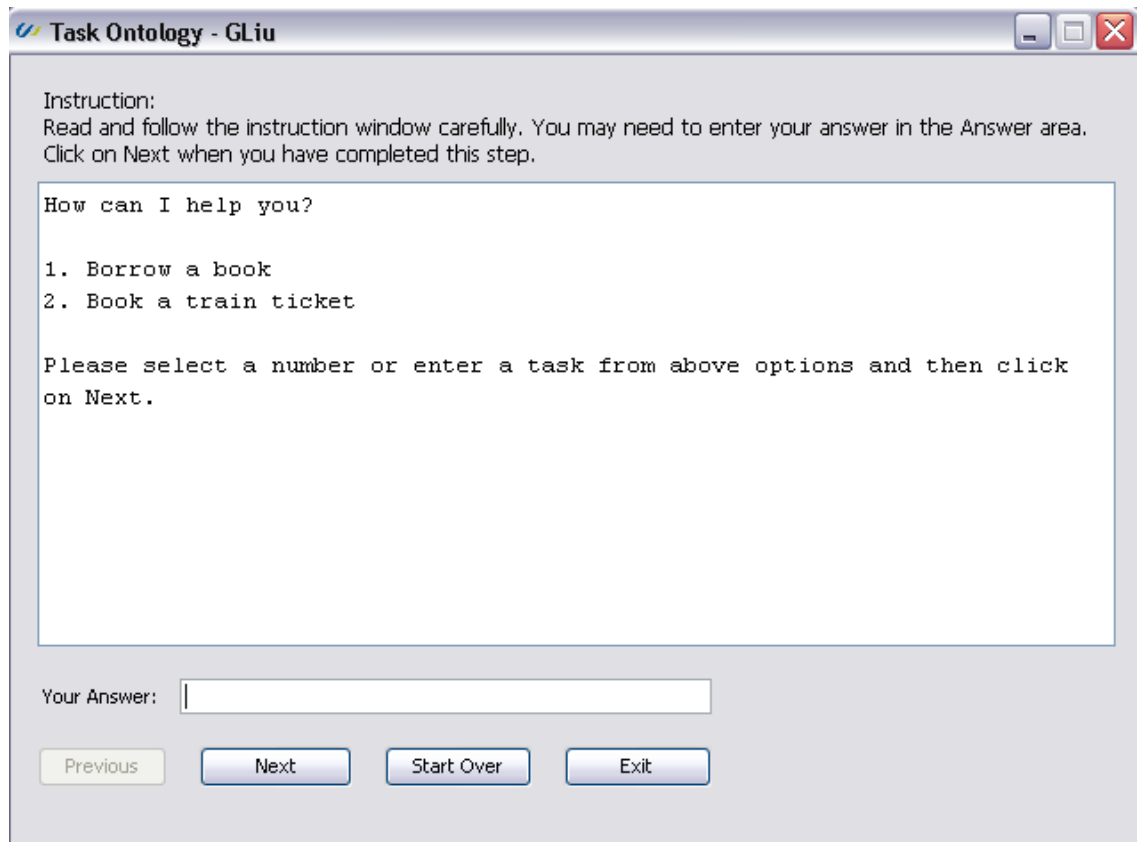 Task Ontology - GLiu
Instruction:
Read and follow the instruction window carefully. You may need to enter your answer in the Answer area.
Click on Next when you have completed this step.
How can I help you?
1. Borrow a book
2. Book a train ticket
Please select a number or enter a task from above options and then click
on Next.
Your Answer:
Previous Next Start Over Exit